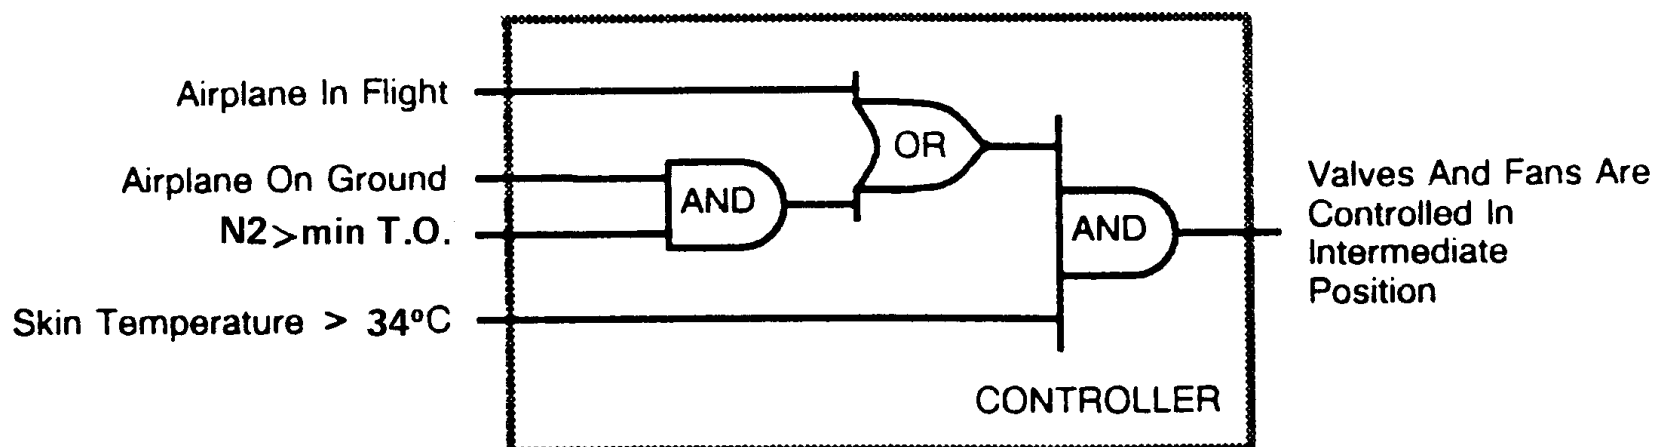 Airplane In Flight
OR
Airplane On Ground
AND
N2>min T.O.
AND
Valves And Fans Are
Controlled In
Intermediate
Position
Skin Temperature > 34°C
CONTROLLER